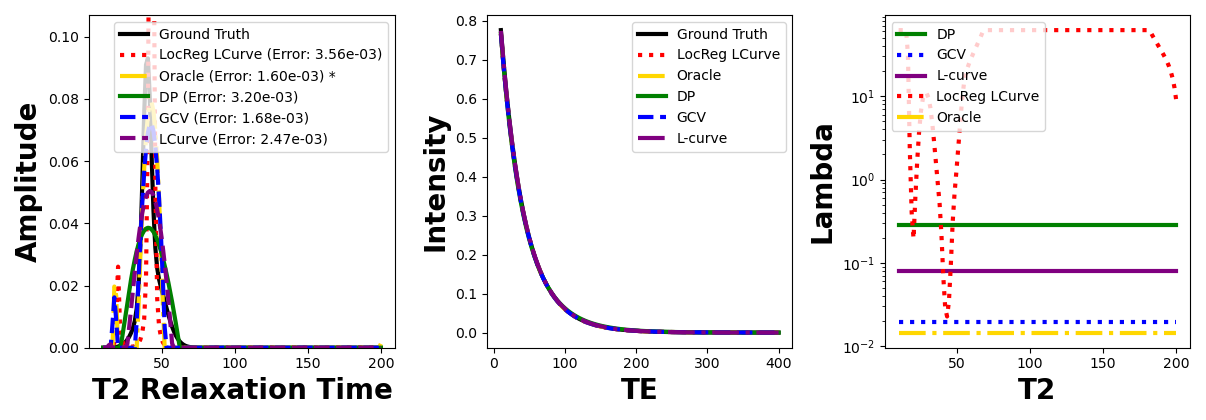 Amplitude
0.10
0.08
0.06
0.04
0.02
0.00
Ground Truth
LocReg LCurve (Error: 3.56e-03)
Oracle (Error: 1.60e-03) *
DP (Error: 3.20e-03)
GCV (Error: 1.68e-03)
LCurve (Error: 2.47e-03)
50 100 150 200
T2 Relaxation Time
Intensity
0.8
0.7
0.6
0.5
0.4
0.3
0.2
0.1
0.0
Ground Truth
LocReg LCurve
Oracle
DP
GCV
L-curve
0 100 200 300 400
TE
Lambda
10¹
10⁰
10⁻¹
10⁻²
DP
GCV
L-curve
LocReg LCurve
Oracle
50 100 150 200
T2